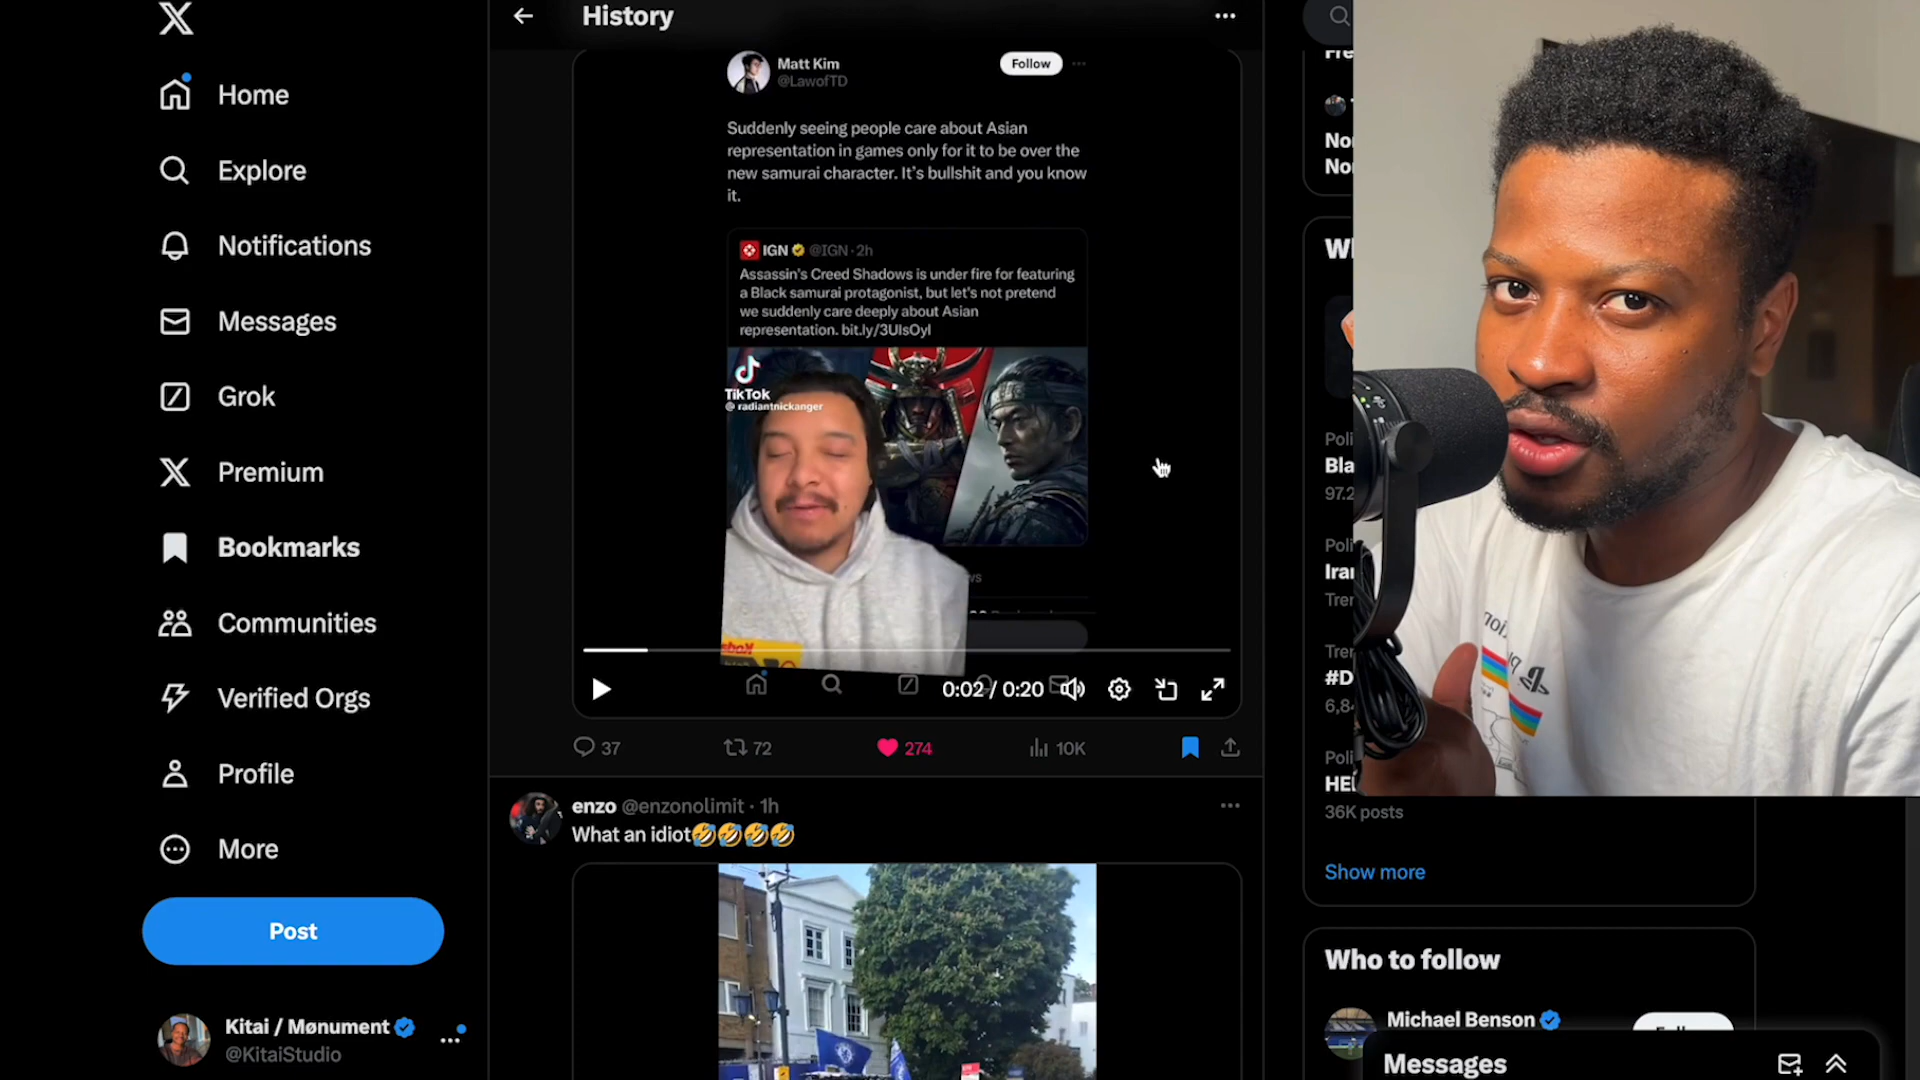 Home
Explore
Notifications
Messages
Grok
Premium
Bookmarks
Communities
Verified Orgs
Profile
More
Post
Kitai / Mønument
@KitaiStudio
History
Matt Kim
@LawofTD
Follow
Suddenly seeing people care about Asian
representation in games only for it to be over the
new samurai character. It's bullshit and you know
it.
IGN @IGN · 2h
Assassin's Creed Shadows is under fire for featuring
a Black samurai protagonist, but let's not pretend
we suddenly care deeply about Asian
representation. bit.ly/3UIsOyI
TikTok
@ radiantnickanger
0:02 / 0:20
37
72
274
10K
enzo @enzonolimit · 1h
What an idiot🤣🤣🤣🤣
36K posts
Show more
Who to follow
Michael Benson
Messages